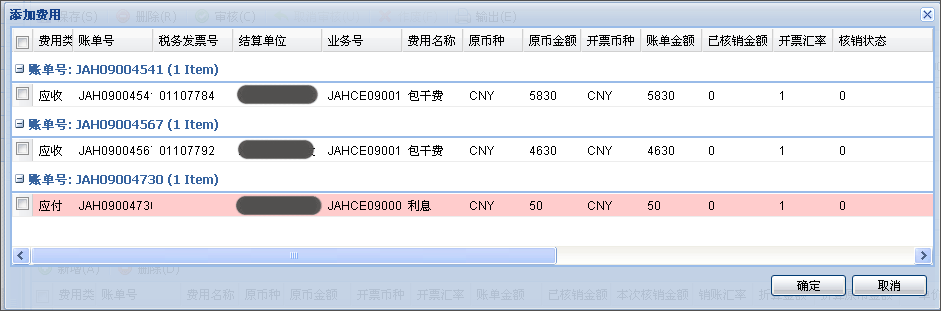 保存(S) 删除(R) 审核(C) 输出(E)
添加费用
费用类 账单号 税务发票号 结算单位 业务号 费用名称 原币种 原币金额 开票币种 账单金额 已核销金额 开票汇率 核销状态
账单号: JAH09004541 (1 Item)
应收 JAH0900454 01107784 JAHCE09001 包干费 CNY 5830 CNY 5830 0 1 0
账单号: JAH09004567 (1 Item)
应收 JAH0900456 01107792 JAHCE09001 包干费 CNY 4630 CNY 4630 0 1 0
账单号: JAH09004730 (1 Item)
应付 JAH0900473 JAHCE09000 利息 CNY 50 CNY 50 0 1 0
新增(A) 删除(D)
确定 取消
费用类 账单号 费用名称 原币种 原币金额 开票币种 开票汇率 账单金额 已核销金额 本次核销金额 销账汇率